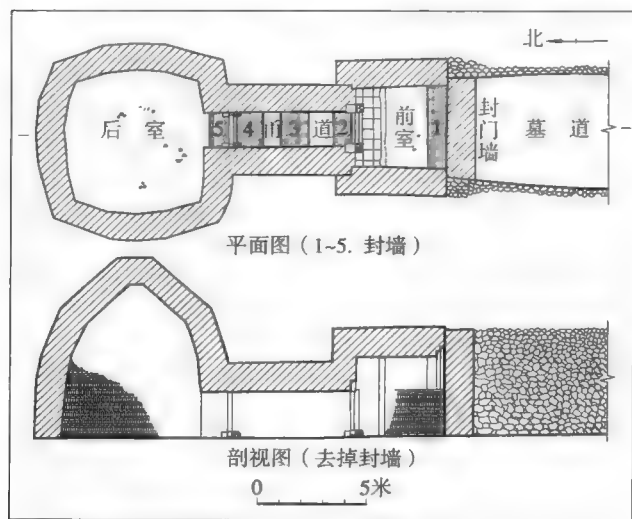 北
后室 5 4 甬 3 道 2 前室 1 封门墙 墓道
平面图（1~5. 封墙）
剖视图（去掉封墙）
0 5米